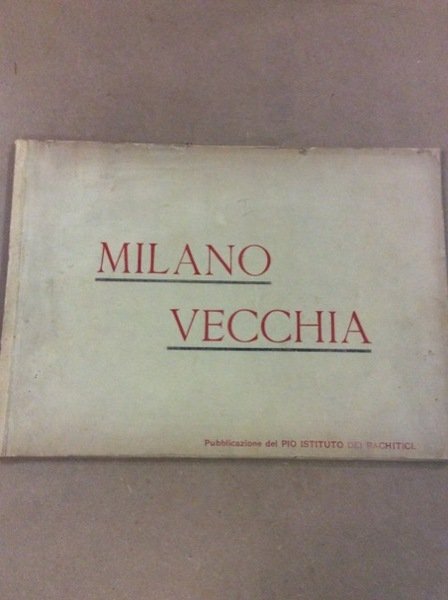 MILANO
VECCHIA
Pubblicazione del PIO ISTITUTO DEI RACHITICI.